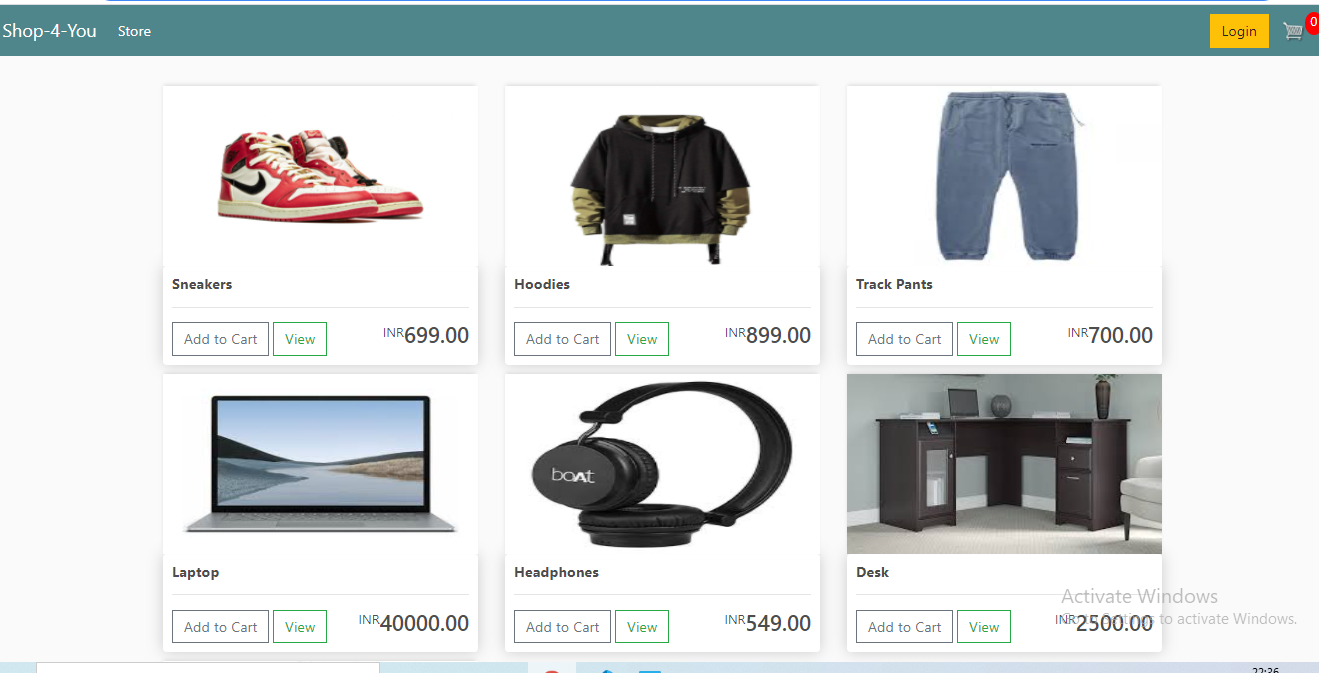 Shop-4-You Store Login 0
Sneakers
Add to Cart View INR699.00
Hoodies
Add to Cart View INR899.00
Track Pants
Add to Cart View INR700.00
Laptop
Add to Cart View INR40000.00
boAt
Headphones
Add to Cart View INR549.00
Desk
Add to Cart View INR2500.00
Activate Windows
Go to Settings to activate Windows.
22:36